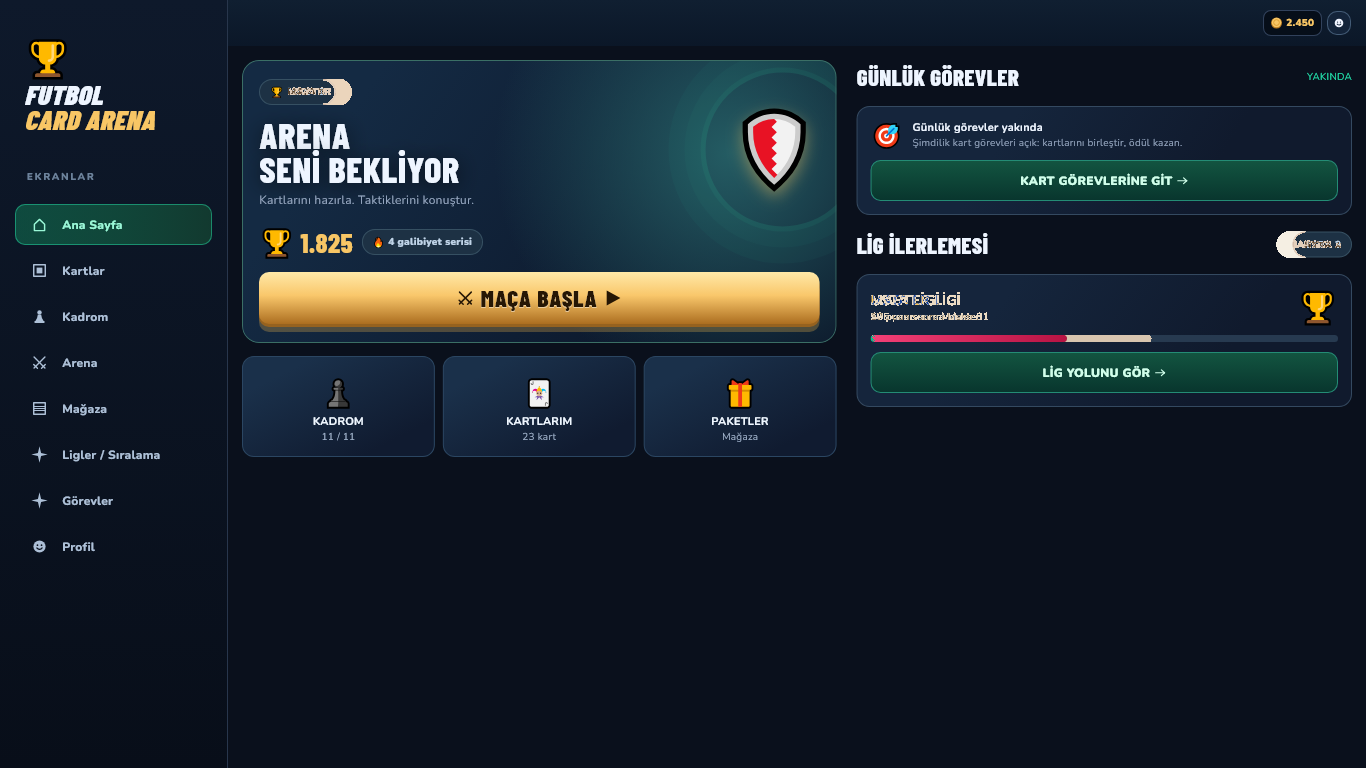 FUTBOL
CARD ARENA
EKRANLAR
Ana Sayfa
Kartlar
Kadrom
Arena
Mağaza
Ligler / Sıralama
Görevler
Profil
2.450
ARENA
SENİ BEKLİYOR
Kartlarını hazırla. Taktiklerini konuştur.
1.825
4 galibiyet serisi
MAÇA BAŞLA
KADROM
11 / 11
KARTLARIM
23 kart
PAKETLER
Mağaza
GÜNLÜK GÖREVLER
YAKINDA
Günlük görevler yakında
Şimdilik kart görevleri açık: kartlarını birleştir, ödül kazan.
KART GÖREVLERİNE GİT →
LİG İLERLEMESİ
LİG YOLUNU GÖR →